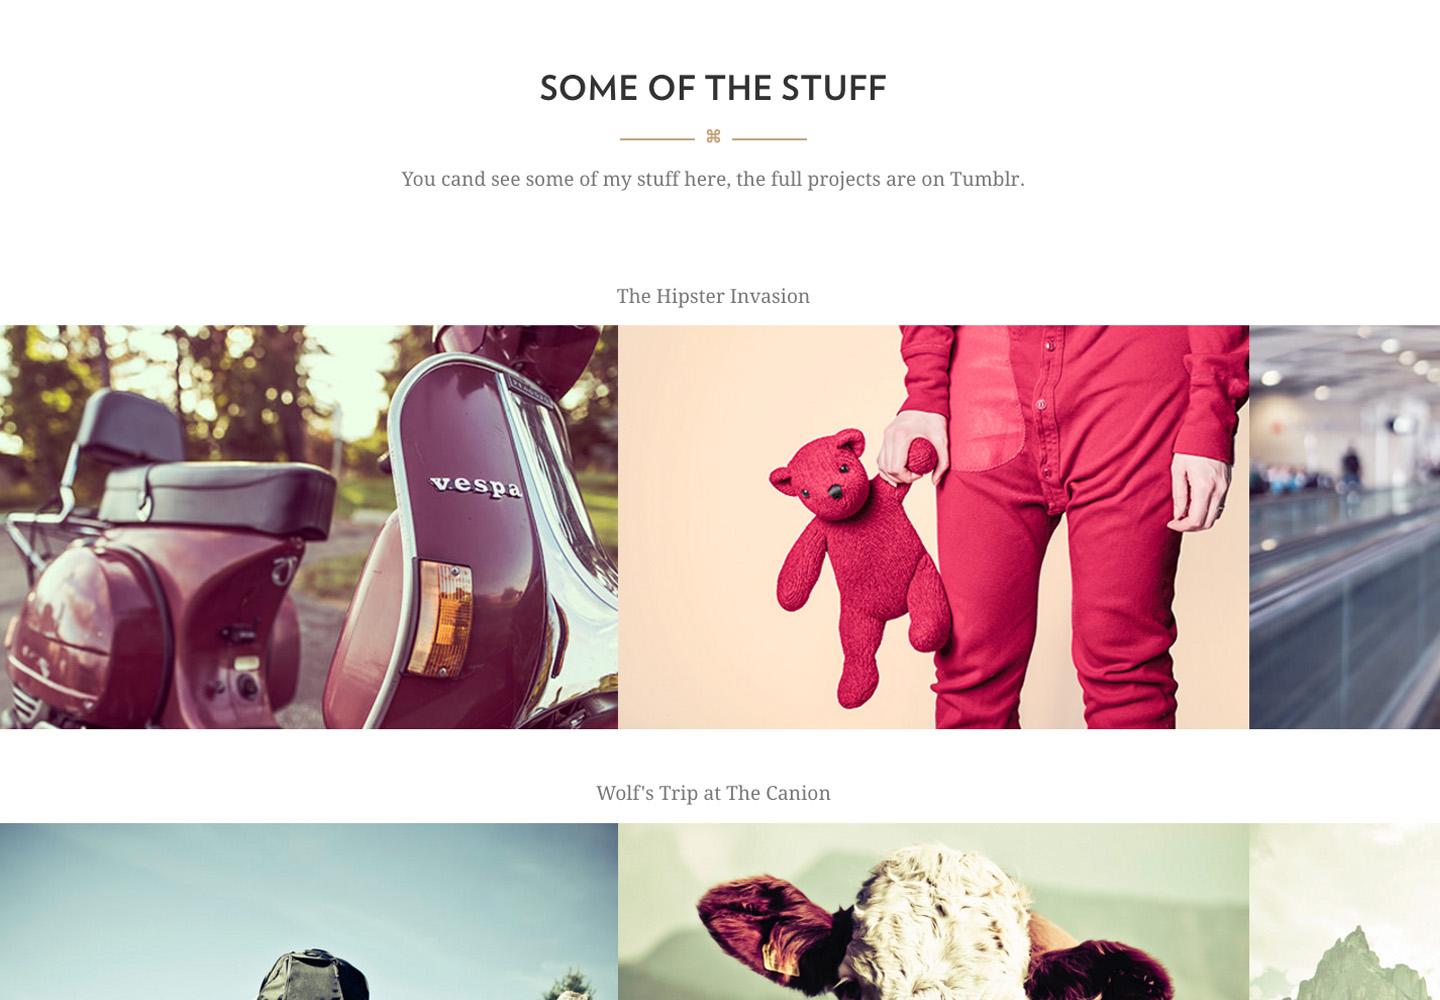 SOME OF THE STUFF
⌘
You cand see some of my stuff here, the full projects are on Tumblr.
The Hipster Invasion
vespa
Wolf's Trip at The Canion